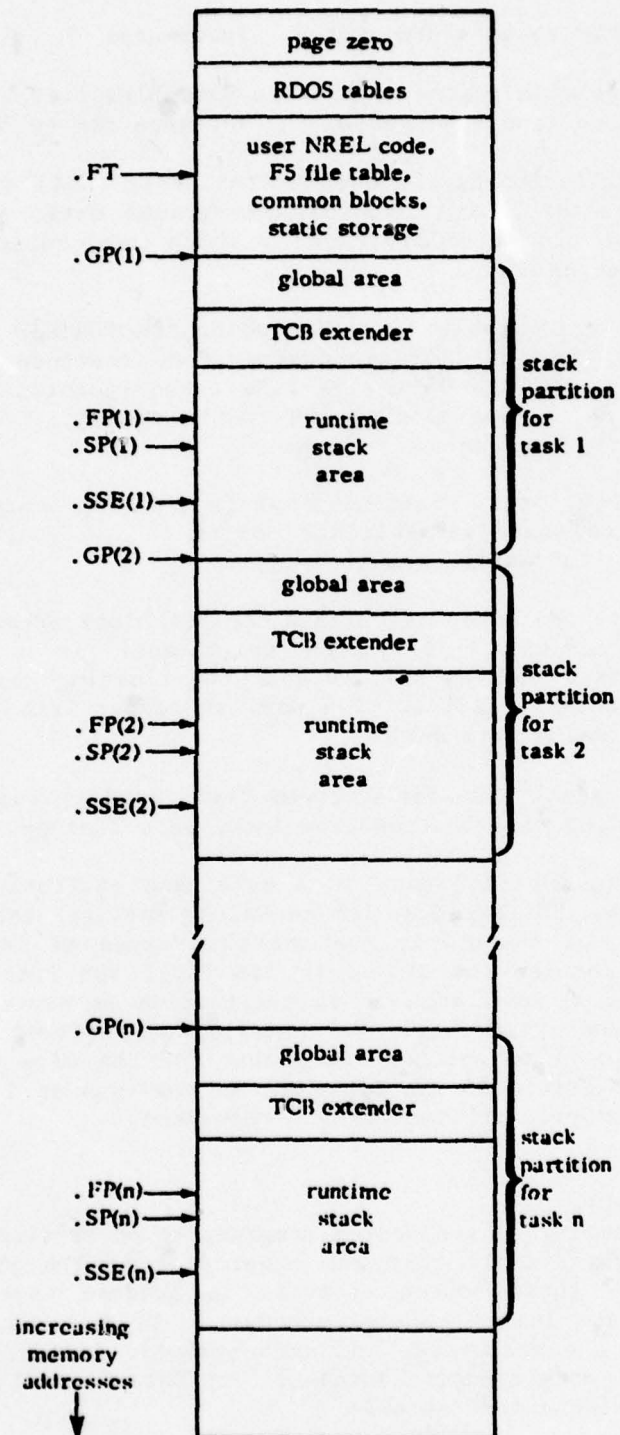 page zero
RDOS tables
user NREL code,
.FT
F5 file table,
common blocks,
static storage
.GP(1)
global area
TCB extender
stack
partition
for
task 1
.FP(1)
runtime
.SP(1)
stack
area
.SSE(1)
.GP(2)
global area
TCB extender
stack
partition
for
task 2
.FP(2)
runtime
.SP(2)
stack
area
.SSE(2)
.GP(n)
global area
TCB extender
stack
partition
for
task n
.FP(n)
runtime
.SP(n)
stack
area
.SSE(n)
increasing
memory
addresses